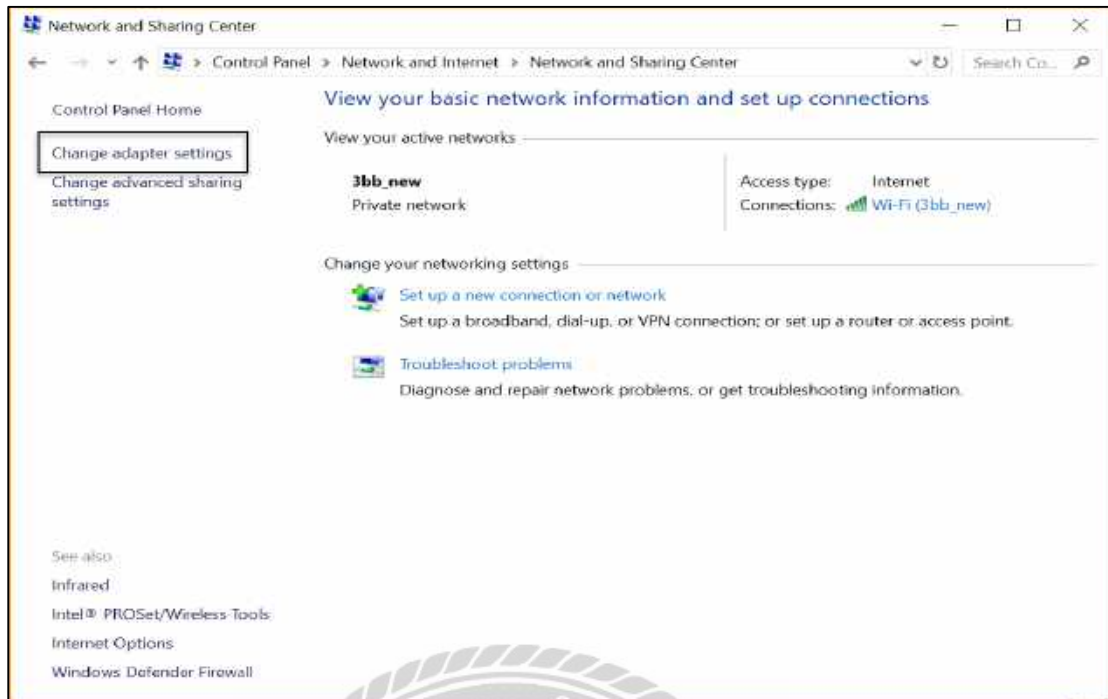 Network and Sharing Center
Control Panel > Network and Internet > Network and Sharing Center
Search Co...
Control Panel Home
Change adapter settings
Change advanced sharing
settings
View your basic network information and set up connections
View your active networks
3bb_new
Private network
Access type: Internet
Connections: Wi-Fi (3bb_new)
Change your networking settings
Set up a new connection or network
Set up a broadband, dial-up, or VPN connection; or set up a router or access point.
Troubleshoot problems
Diagnose and repair network problems, or get troubleshooting information.
See also
Infrared
Intel® PROSet/Wireless Tools
Internet Options
Windows Defender Firewall